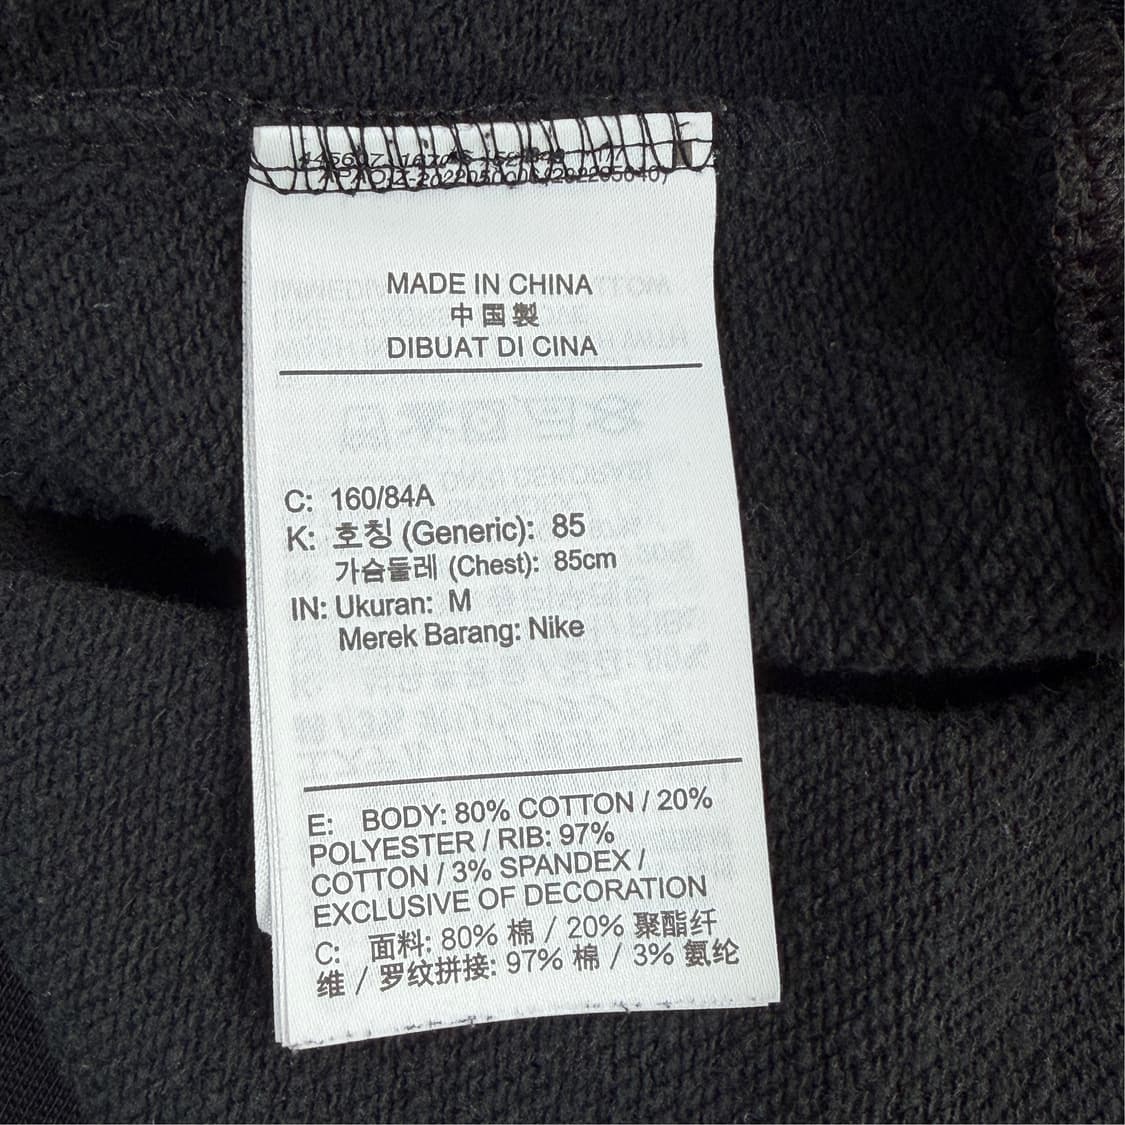 MADE IN CHINA
中国製
DIBUAT DI CINA
C: 160/84A
K: 호칭 (Generic): 85
가슴둘레 (Chest): 85cm
IN: Ukuran: M
Merek Barang: Nike
E: BODY: 80% COTTON / 20%
POLYESTER / RIB: 97%
COTTON / 3% SPANDEX /
EXCLUSIVE OF DECORATION
C: 面料: 80% 棉 / 20% 聚酯纤
维 / 罗纹拼接: 97% 棉 / 3% 氨纶